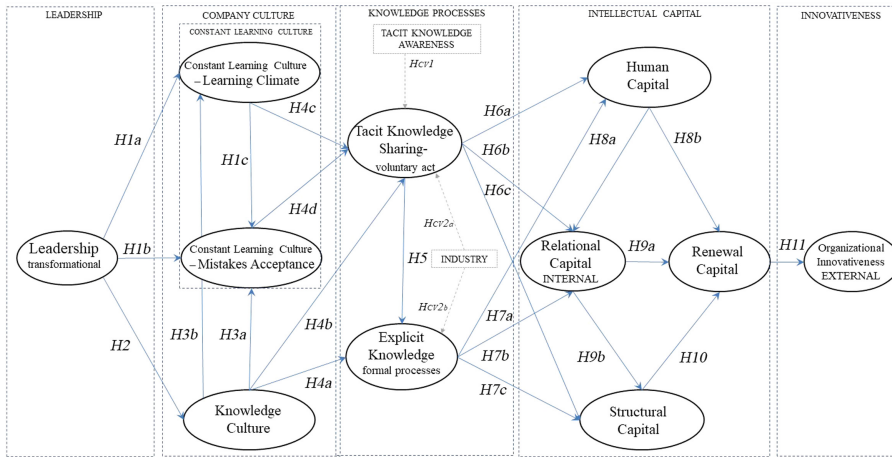 LEADERSHIP
COMPANY CULTURE
KNOWLEDGE PROCESSES
INTELLECTUAL CAPITAL
INNOVATIVENESS
CONSTANT LEARNING CULTURE
TACIT KNOWLEDGE
AWARENESS
Constant Learning Culture
– Learning Climate
Human
Capital
Hcv1
H4c
H6a
H8a
H8b
Tacit Knowledge
Sharing-
voluntary act
H1a
H1c
H6b
H6c
H4d
Hcv2a
Leadership
transformational
H1b
Constant Learning Culture
– Mistakes Acceptance
H5
INDUSTRY
Relational
Capital
INTERNAL
H9a
Renewal
Capital
H11
Organizational
Innovativeness
EXTERNAL
Hcv2b
H2
H3b
H3a
H4b
Explicit
Knowledge
formal processes
H7a
H7b
H7c
H9b
H10
H4a
Knowledge
Culture
Structural
Capital